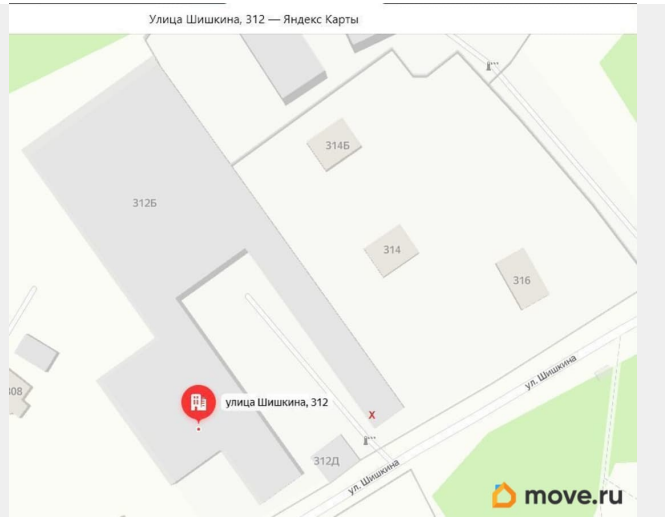 Улица Шишкина, 312 — Яндекс Карты
314Б
312Б
314
316
308
улица Шишкина, 312
ул. Шишкина
X
312Д
ул. Шишкина
move.ru